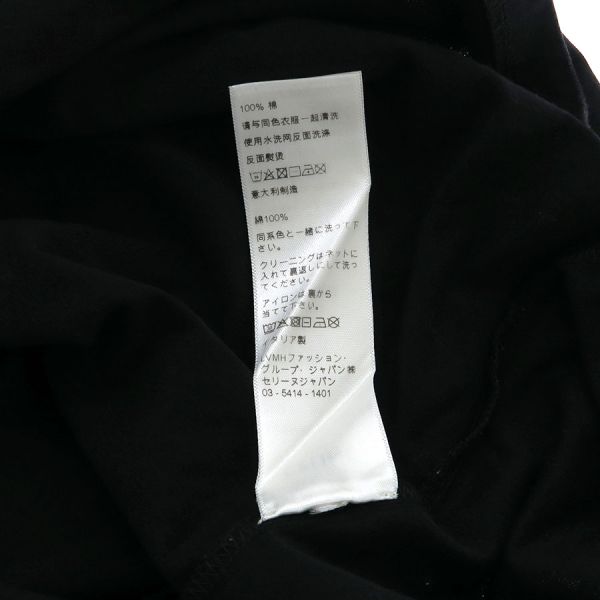 100% 棉
请与同色衣服一起清洗
使用水洗网反面洗涤
反面熨烫
意大利制造
綿100%
同系色と一緒に洗って下
さい。
クリーニングはネットに
入れて裏返しにして洗っ
てください。
アイロンは裏から
当てて下さい。
イタリア製
LVMHファッション・
グループ・ジャパン㈱
セリーヌジャパン
03 - 5414 - 1401